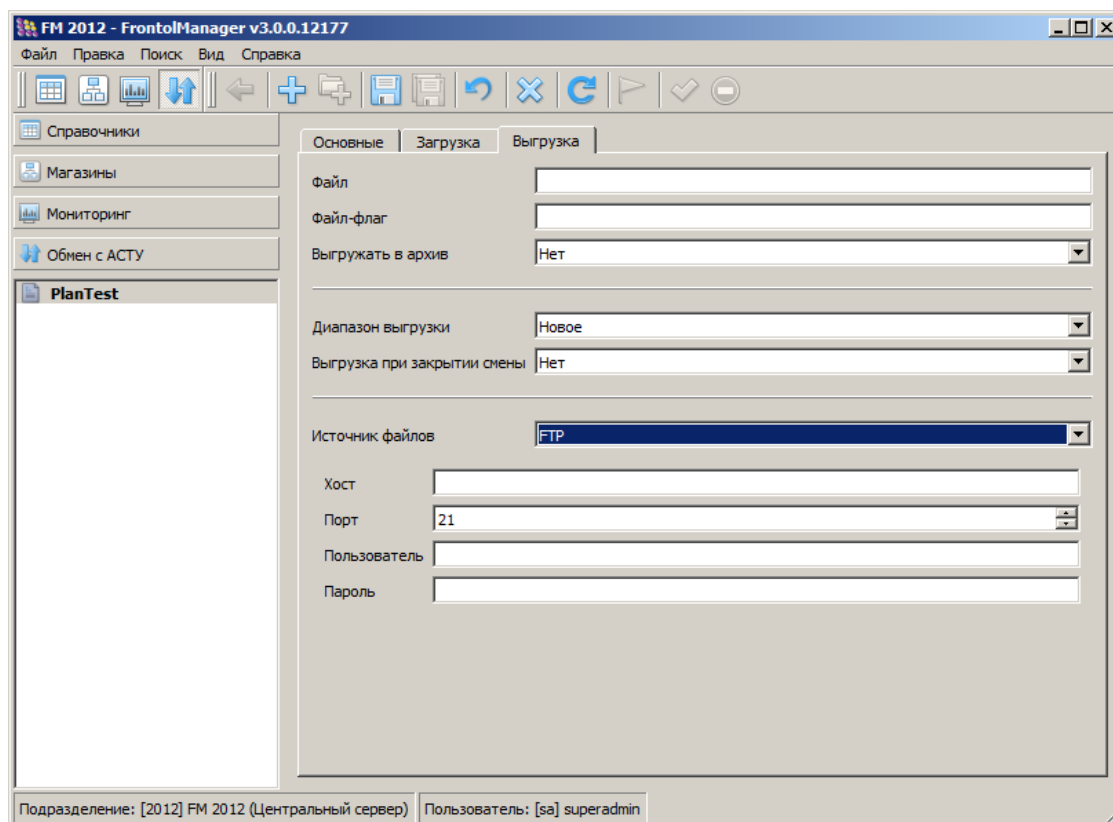 FM 2012 - FrontolManager v3.0.0.12177
Файл Правка Поиск Вид Справка
Справочники
Магазины
Мониторинг
Обмен с АСТУ
PlanTest
Основные Загрузка Выгрузка
Файл
Файл-флаг
Выгружать в архив Нет
Диапазон выгрузки Новое
Выгрузка при закрытии смены Нет
Источник файлов FTP
Хост
Порт 21
Пользователь
Пароль
Подразделение: [2012] FM 2012 (Центральный сервер) Пользователь: [sa] superadmin